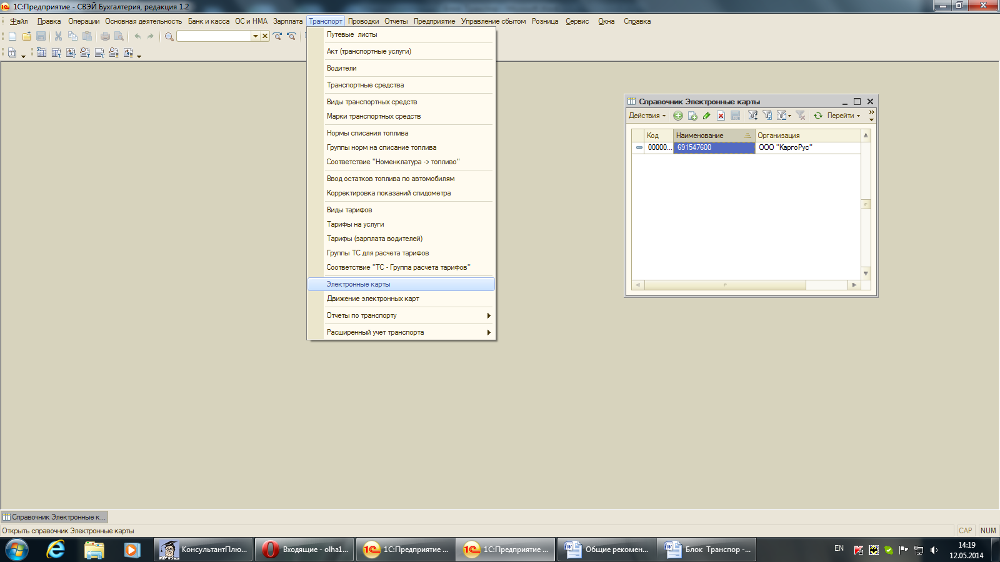 1С:Предприятие - СВЭЙ Бухгалтерия, редакция 1.2
Файл Правка Операции Основная деятельность Банк и касса ОС и НМА Зарплата Транспорт Проводки Отчеты Предприятие Управление сбытом Розница Сервис Окна Справка
Путевые листы
Акт (транспортные услуги)
Водители
Транспортные средства
Виды транспортных средств
Марки транспортных средств
Нормы списания топлива
Группы норм на списание топлива
Соответствие "Номенклатура -> топливо"
Ввод остатков топлива по автомобилям
Корректировка показаний спидометра
Виды тарифов
Тарифы на услуги
Тарифы (зарплата водителей)
Группы ТС для расчета тарифов
Соответствие "ТС - Группа расчета тарифов"
Электронные карты
Движение электронных карт
Отчеты по транспорту
Расширенный учет транспорта
Справочник Электронные карты
Действия Перейти
Код Наименование Организация
00000... 691547600 ООО "КаргоРус"
Справочник Электронные к...
Открыть справочник Электронные карты
CAP NUM
КонсультантПлю... Входящие - olha1... 1С:Предприятие ... 1С:Предприятие ... Общие рекомен... Блок Транспор -...
EN
14:19
12.05.2014